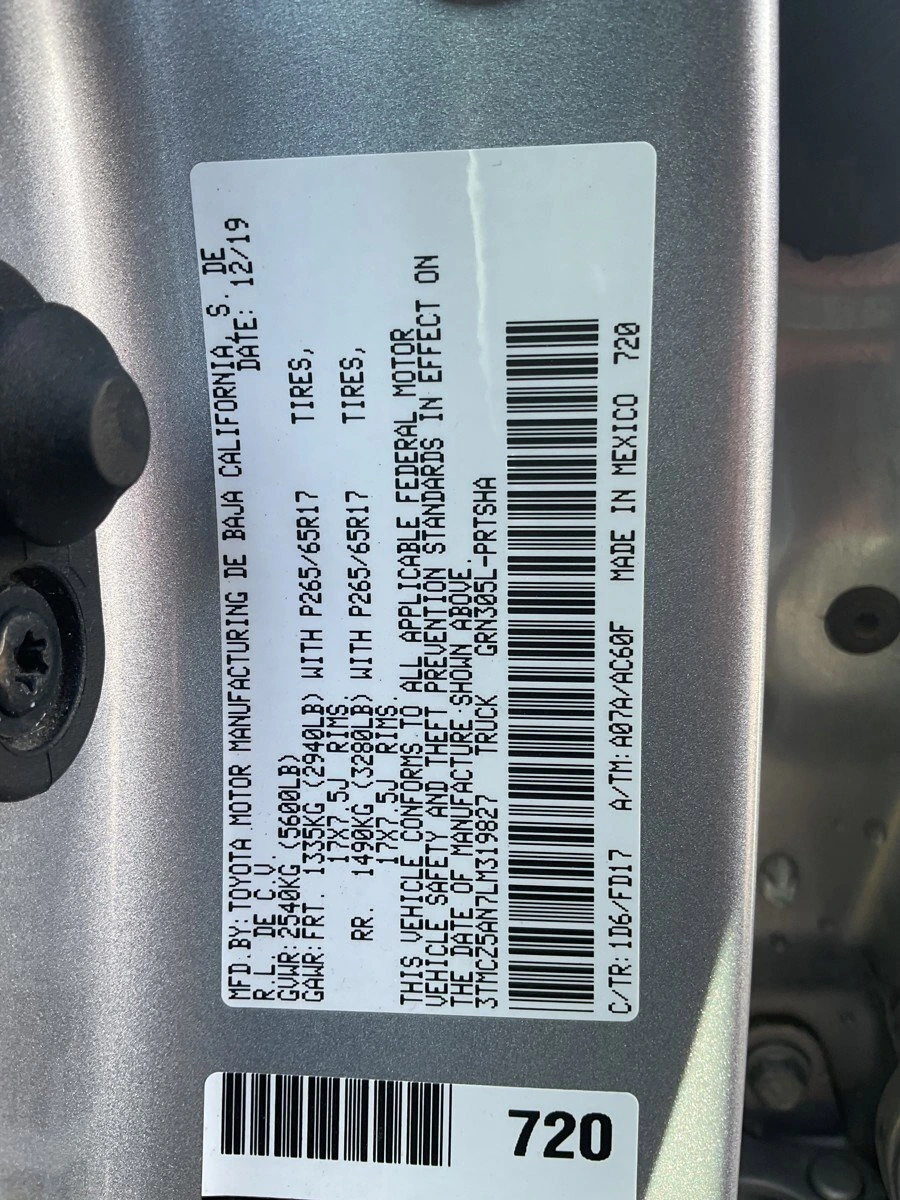 MFD.BY: TOYOTA MOTOR MANUFACTURING DE BAJA CALIFORNIA, S. DE
R.L. DE C.V. DATE: 12/19
GVWR: 2540KG (5600LB)
GAWR: FRT. 1335KG (2940LB) WITH P265/65R17 TIRES,
17X7.5J RIMS.
RR. 1490KG (3280LB) WITH P265/65R17 TIRES,
17X7.5J RIMS.
THIS VEHICLE CONFORMS TO ALL APPLICABLE FEDERAL MOTOR
VEHICLE SAFETY AND THEFT PREVENTION STANDARDS IN EFFECT ON
THE DATE OF MANUFACTURE SHOWN ABOVE.
3TMCZ5AN7LM319827 TRUCK GRN305L-PRTSHA
C/TR: 1D6/FD17 A/TM: A07A/AC60F MADE IN MEXICO 720
720